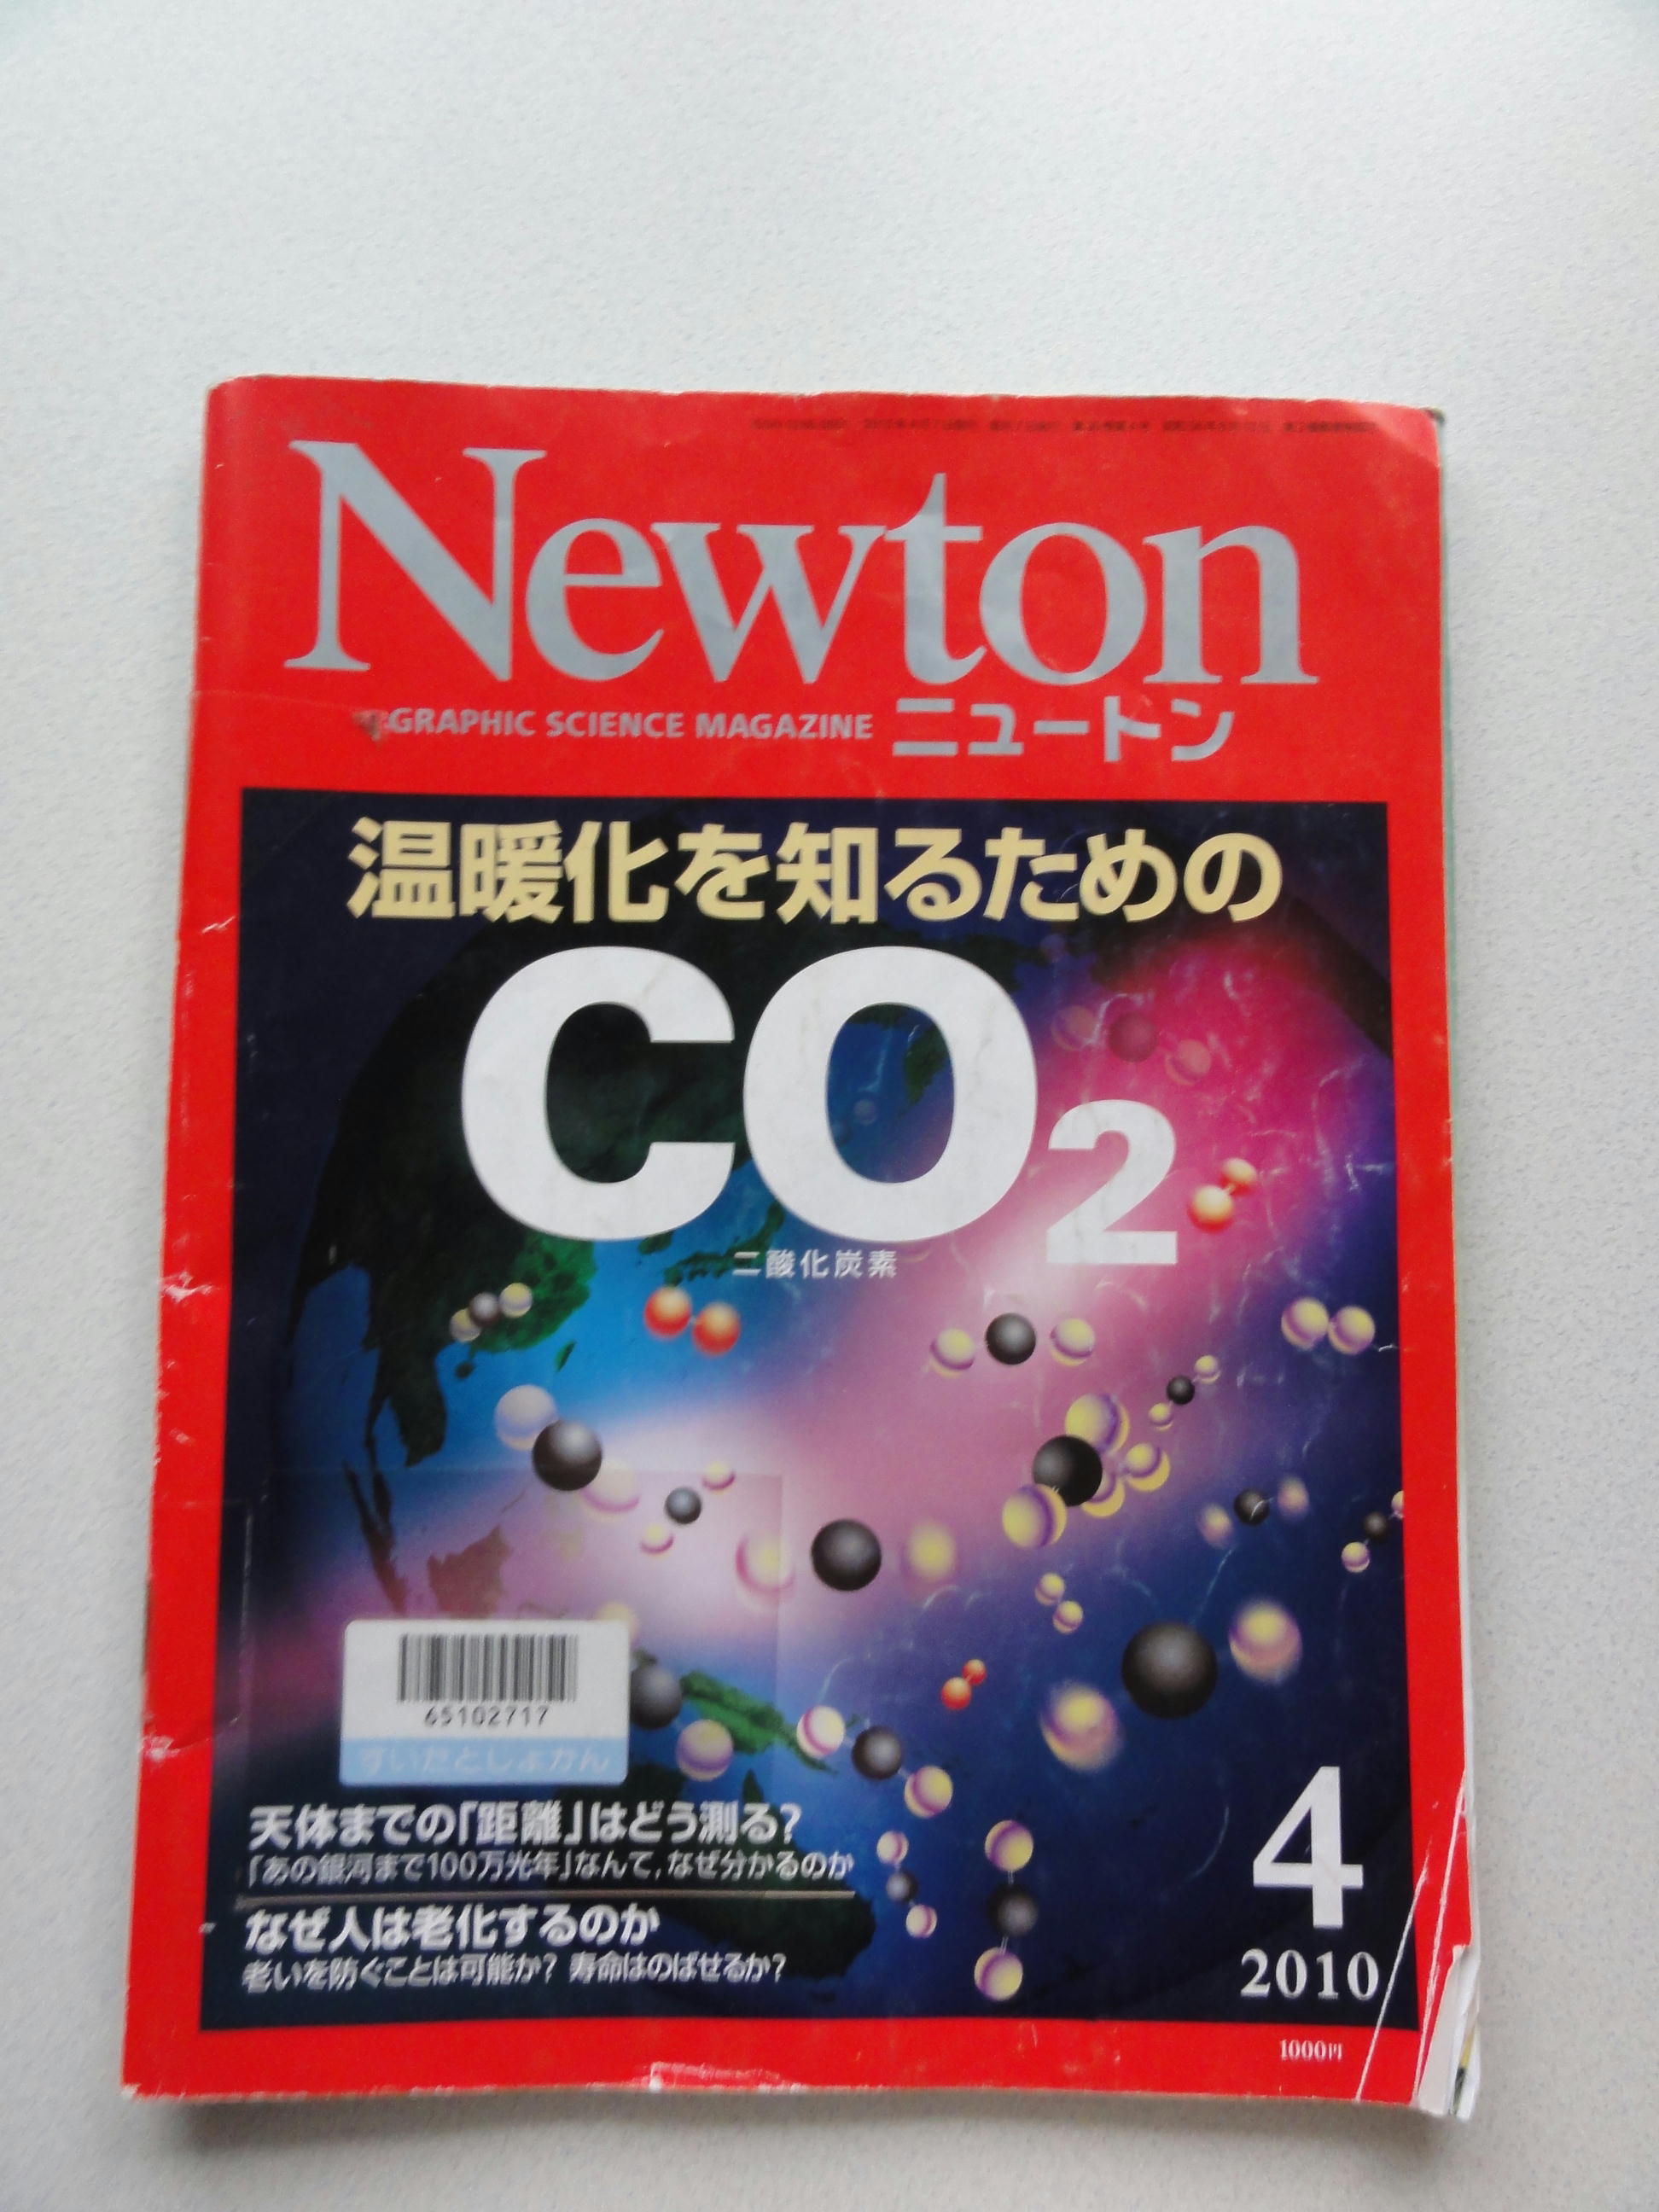 Newton
GRAPHIC SCIENCE MAGAZINE ニュートン
温暖化を知るための
CO2
二酸化炭素
65102717
すいたとしょかん
天体までの「距離」はどう測る?
「あの銀河まで100万光年」なんて,なぜ分かるのか
なぜ人は老化するのか
老いを防ぐことは可能か? 寿命はのばせるか?
4
2010
1000円